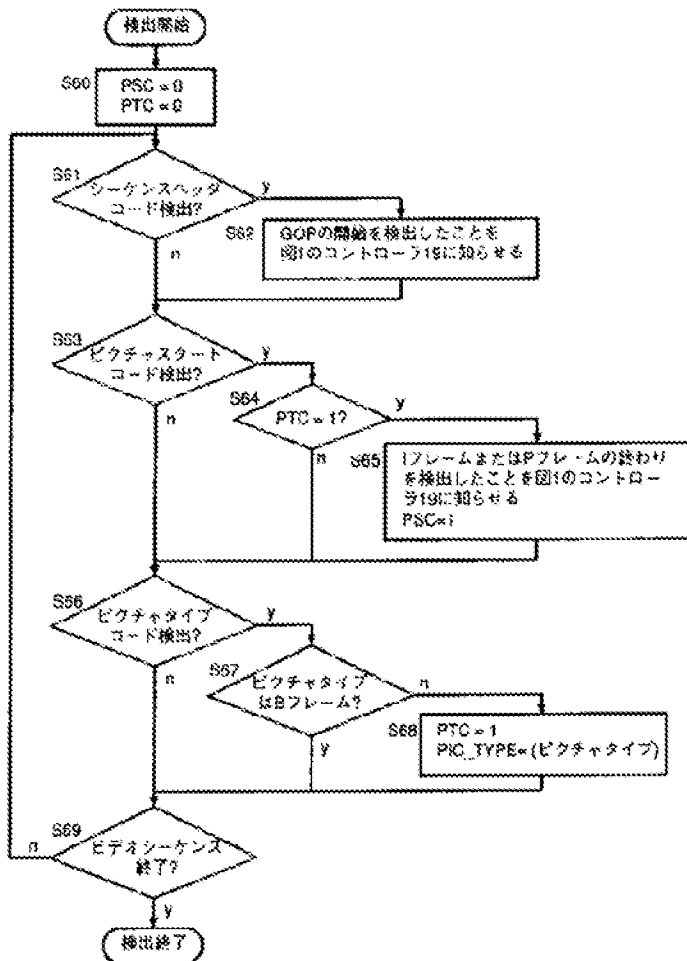 検出開始
S60
PSC=0
PTC=0
S61
シーケンスヘッダ
コード検出?
y
n
S62
GOPの開始を検出したことを
図1のコントローラ19に知らせる
S63
ピクチャスタート
コード検出?
y
n
S64
PTC=1?
y
n
S65
IフレームまたはPフレームの終わり
を検出したことを図1のコントロー
ラ19に知らせる
PSC=1
S66
ピクチャタイプ
コード検出?
y
n
S67
ピクチャタイプ
はBフレーム?
n
y
S68
PTC=1
PIC_TYPE=(ピクチャタイプ)
S69
ビデオシーケンス
終了?
n
y
検出終了